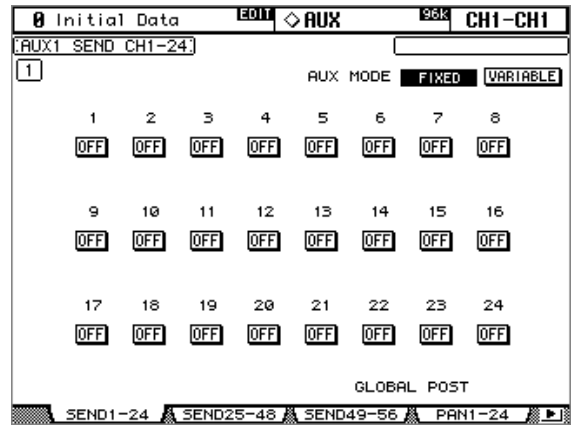 0 Initial Data EDIT ◇AUX 96K CH1-CH1
AUX1 SEND CH1-24
1 AUX MODE FIXED VARIABLE
1 2 3 4 5 6 7 8
OFF OFF OFF OFF OFF OFF OFF OFF
9 10 11 12 13 14 15 16
OFF OFF OFF OFF OFF OFF OFF OFF
17 18 19 20 21 22 23 24
OFF OFF OFF OFF OFF OFF OFF OFF
GLOBAL POST
SEND1-24 SEND25-48 SEND49-56 PAN1-24